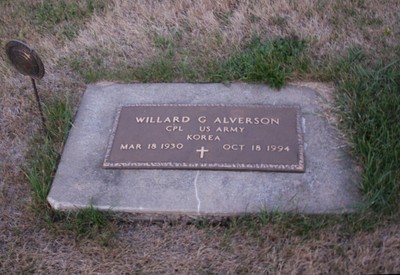 WILLARD G ALVERSON
CPL US ARMY
KOREA
MAR 18 1930 OCT 18 1994